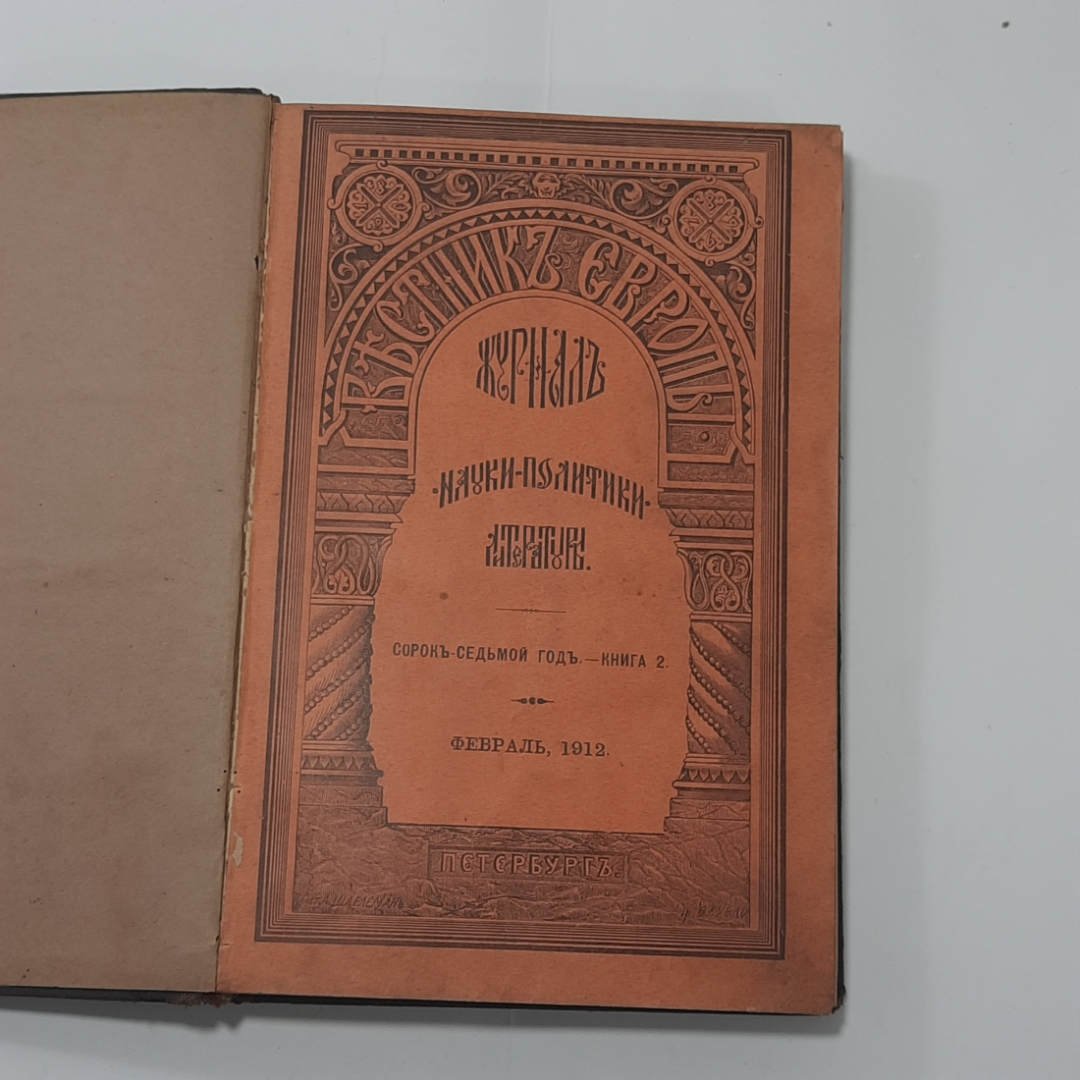 ВѢСТНИКЪ ЕВРОПЫ
ЖУРНАЛЪ
·НАУКИ-ПОЛИТИКИ·
ЛИТЕРАТУРЫ.
СОРОКЪ-СЕДЬМОЙ ГОДЪ.—КНИГА 2.
ФЕВРАЛЬ, 1912.
ПЕТЕРБУРГЪ.